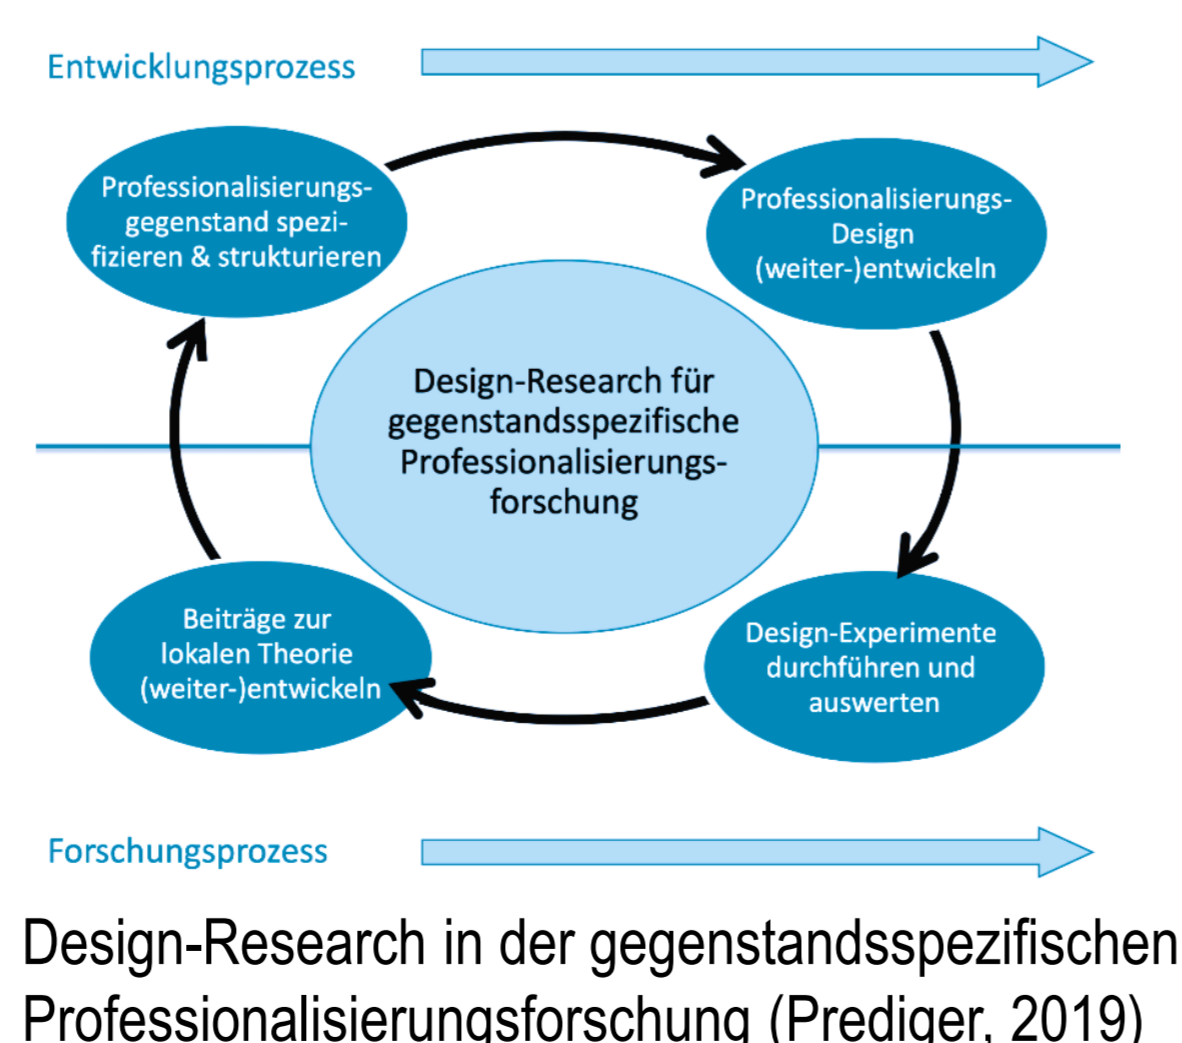 Entwicklungsprozess
Professionalisierungs-
gegenstand spezi-
fizieren & strukturieren
Professionalisierungs-
Design
(weiter-)entwickeln
Design-Research für
gegenstandsspezifische
Professionalisierungs-
forschung
Beiträge zur
lokalen Theorie
(weiter-)entwickeln
Design-Experimente
durchführen und
auswerten
Forschungsprozess
Design-Research in der gegenstandsspezifischen
Professionalisierungsforschung (Prediger, 2019)